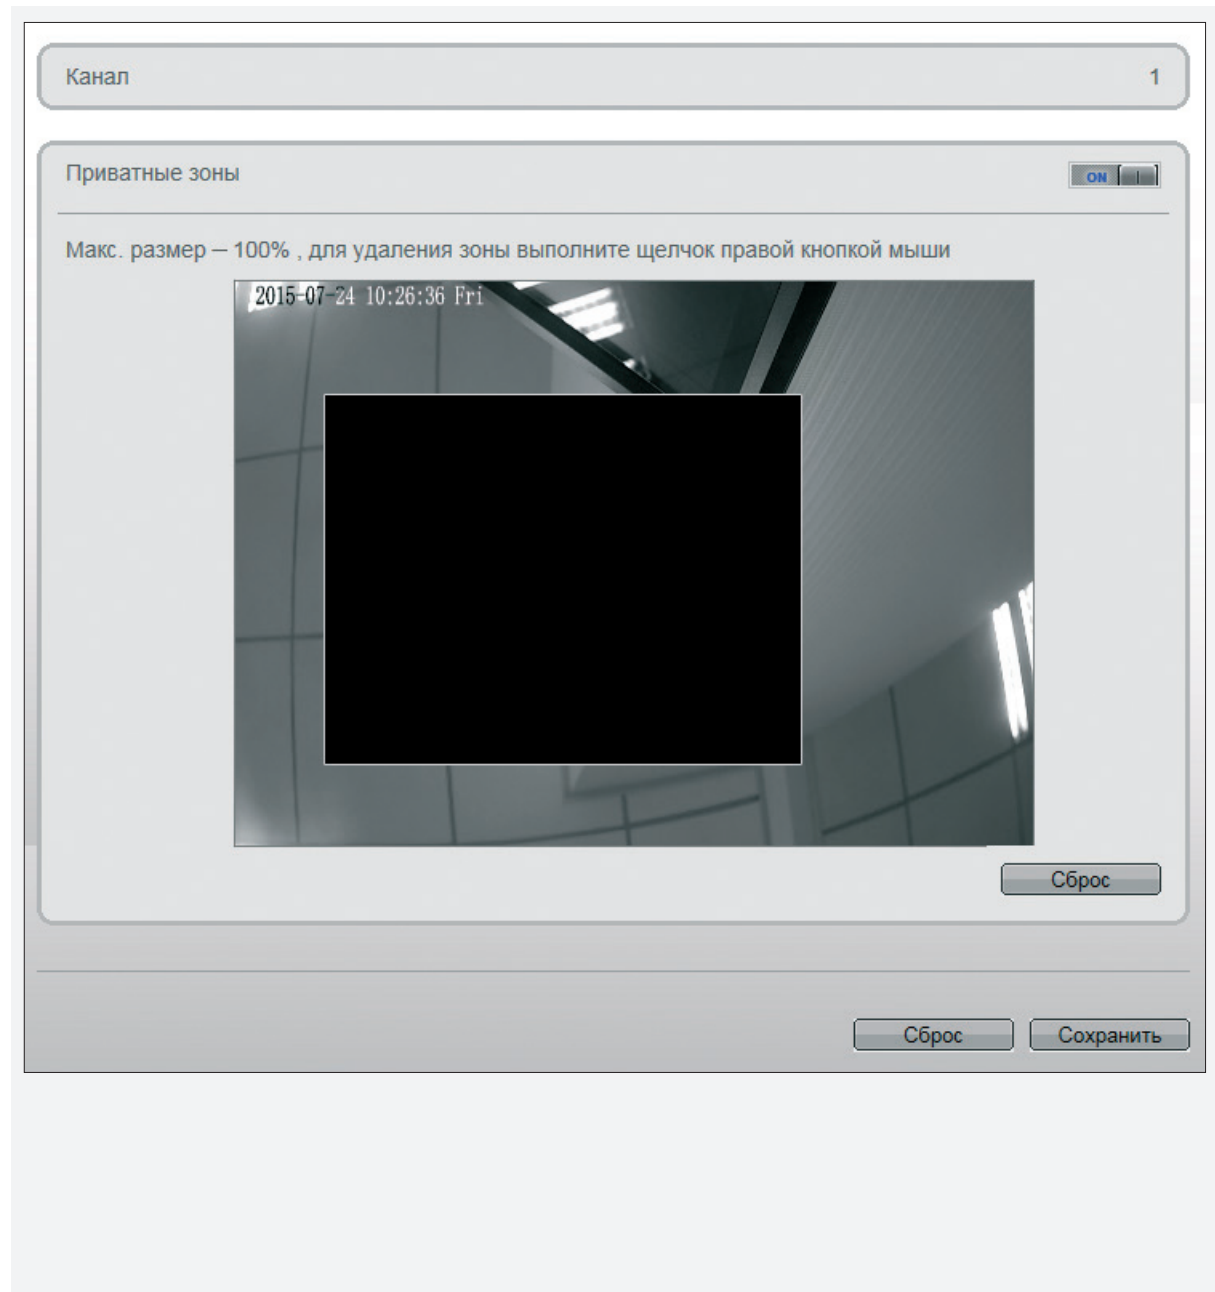 Канал 1
Приватные зоны ON
Макс. размер – 100% , для удаления зоны выполните щелчок правой кнопкой мыши
2015-07-24 10:26:36 Fri
Сброс
Сброс Сохранить